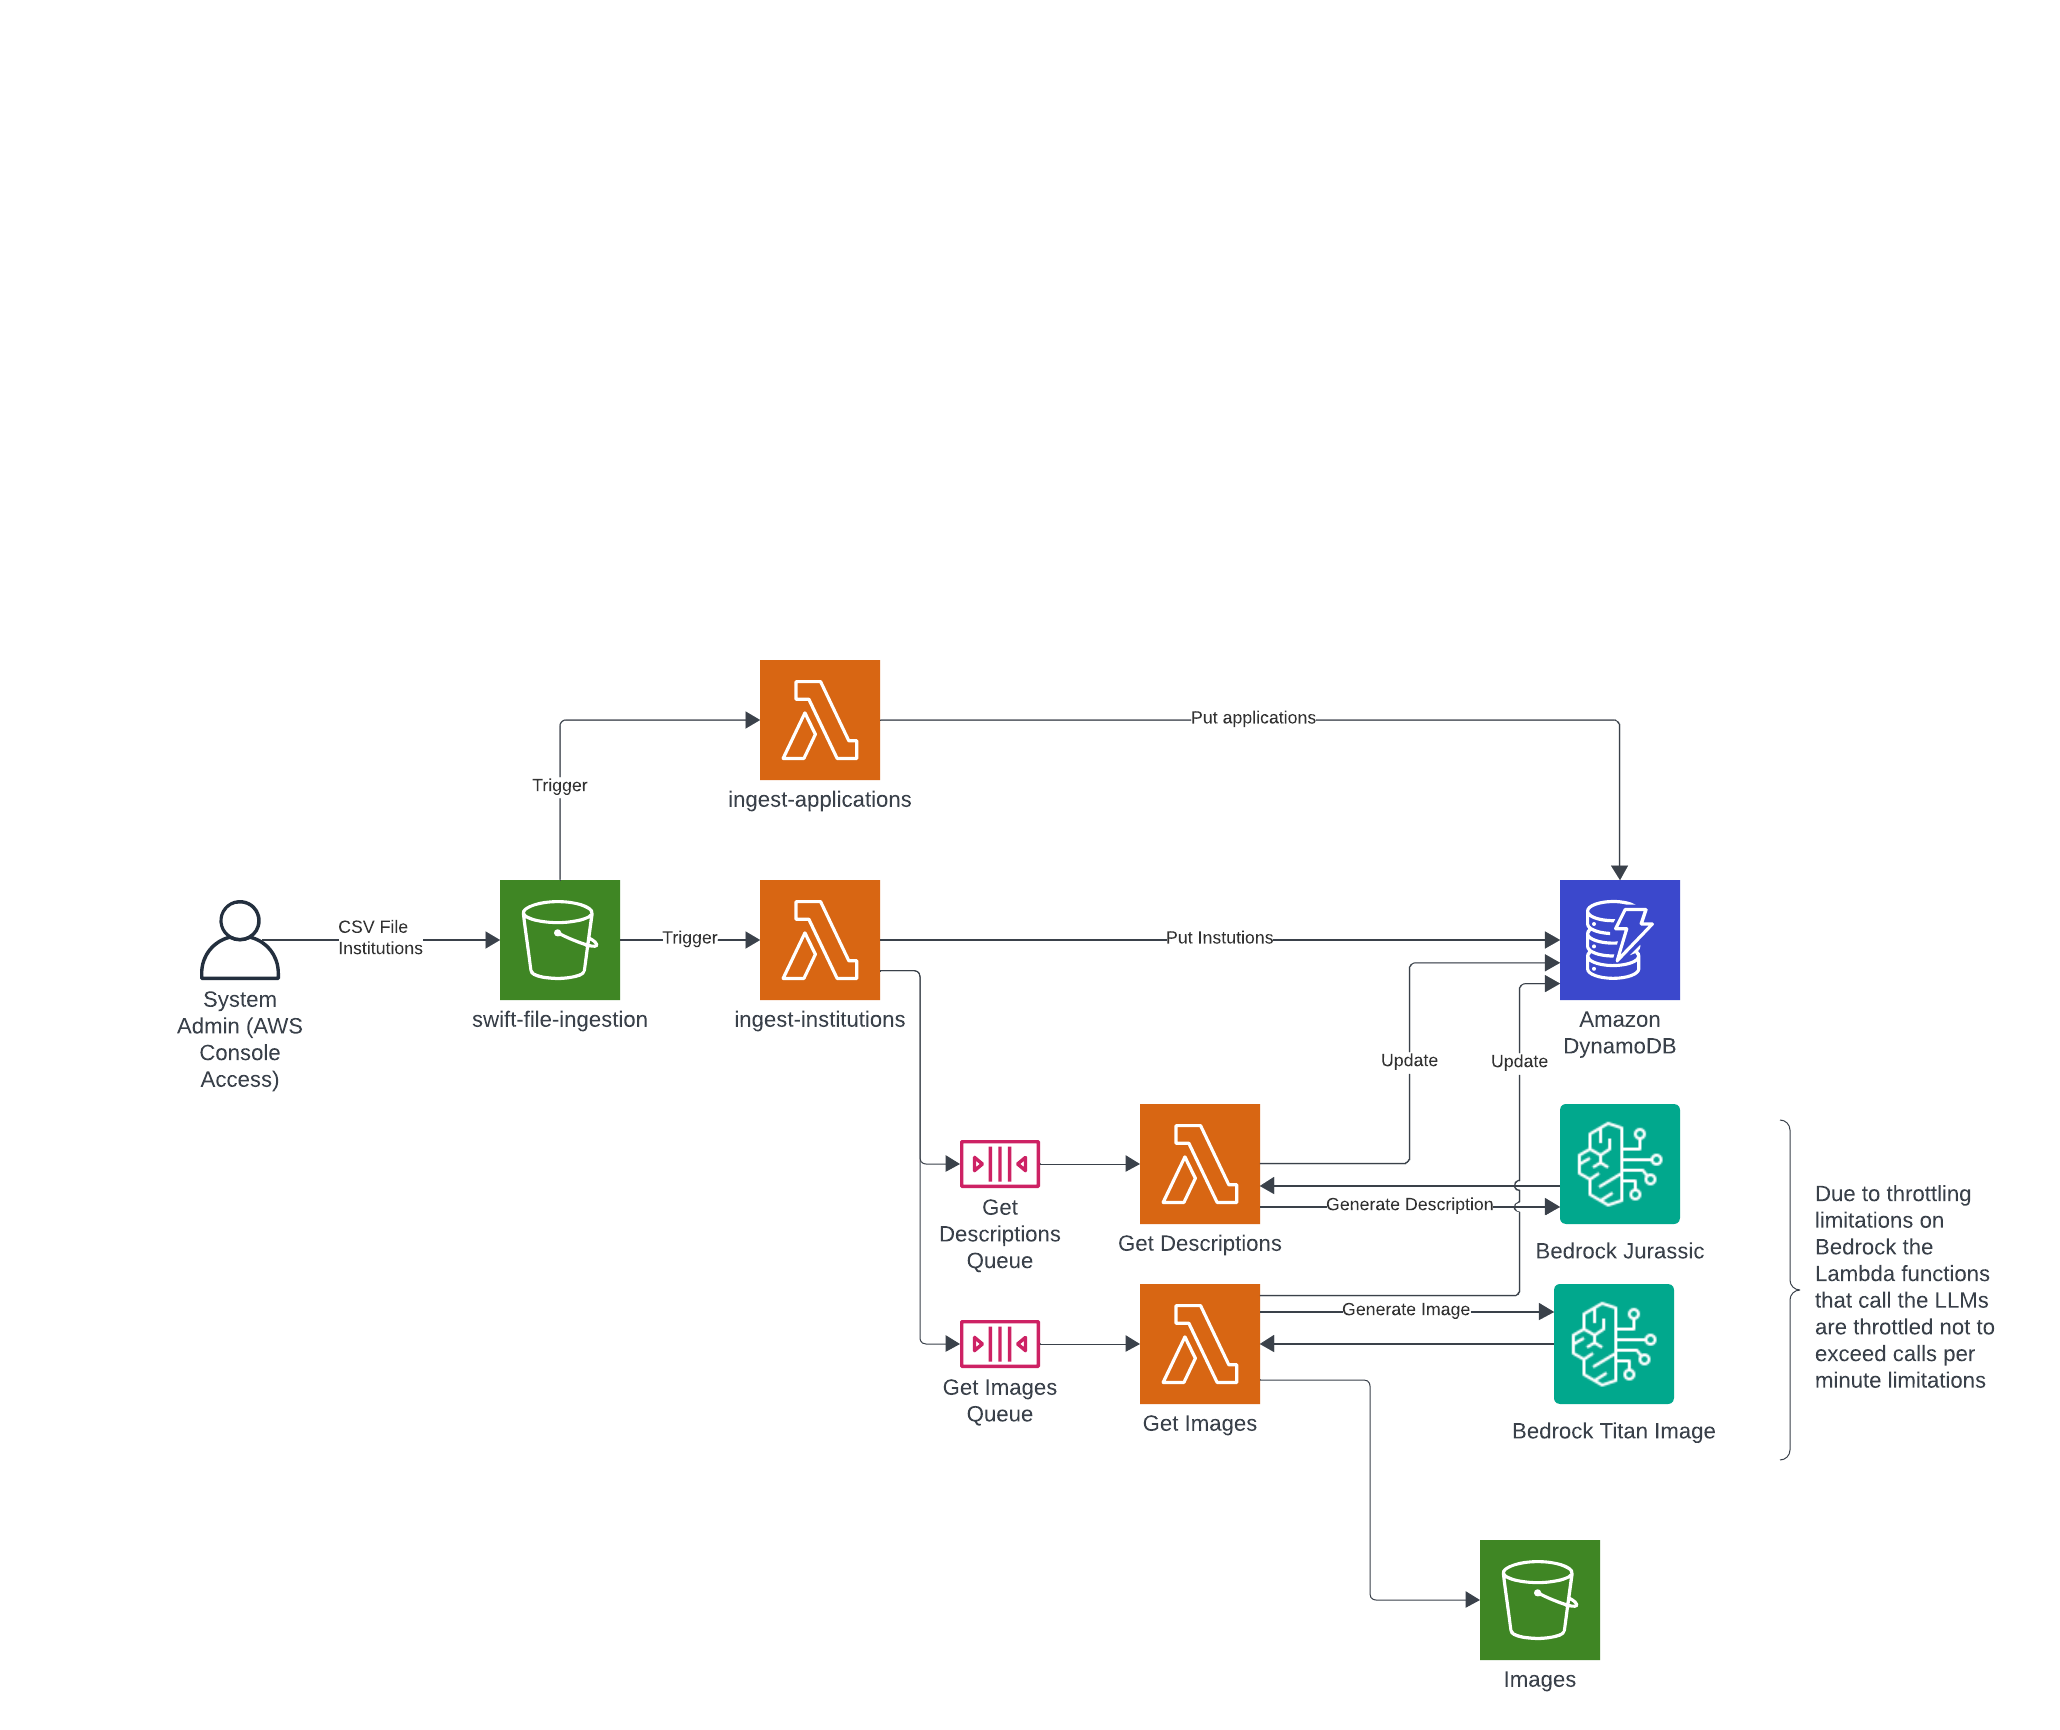 Put applications
Trigger
ingest-applications
CSV File
Institutions
Trigger
Put Instutions
System
Admin (AWS
Console
Access)
swift-file-ingestion
ingest-institutions
Amazon
DynamoDB
Update
Update
Get
Descriptions
Queue
Generate Description
Get Descriptions
Bedrock Jurassic
Due to throttling
limitations on
Bedrock the
Lambda functions
that call the LLMs
are throttled not to
exceed calls per
minute limitations
Generate Image
Get Images
Queue
Get Images
Bedrock Titan Image
Images